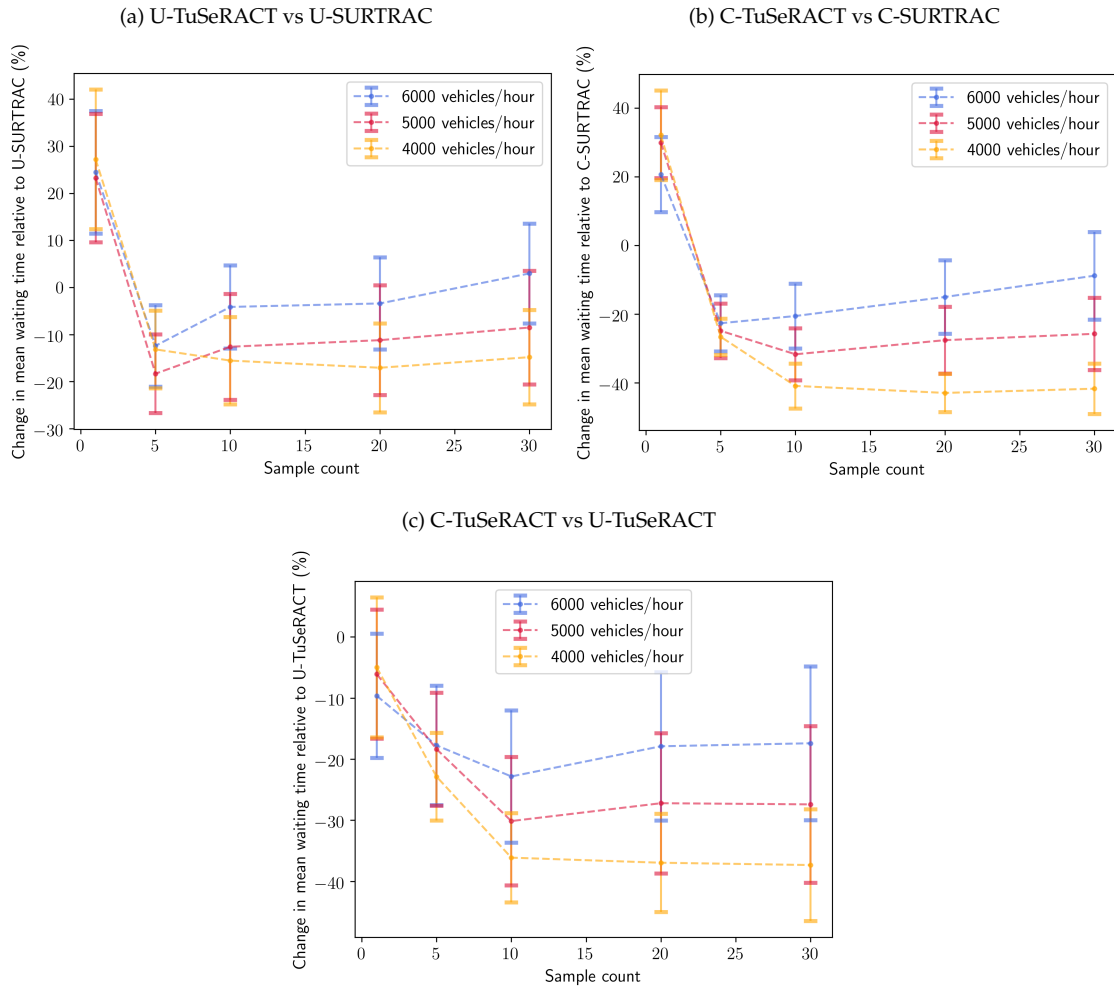 (a) U-TuSeRACT vs U-SURTRAC
Change in mean waiting time relative to U-SURTRAC (%)
40
30
20
10
0
−10
−20
−30
6000 vehicles/hour
5000 vehicles/hour
4000 vehicles/hour
0 5 10 15 20 25 30
Sample count
(b) C-TuSeRACT vs C-SURTRAC
Change in mean waiting time relative to C-SURTRAC (%)
40
20
0
−20
−40
6000 vehicles/hour
5000 vehicles/hour
4000 vehicles/hour
0 5 10 15 20 25 30
Sample count
(c) C-TuSeRACT vs U-TuSeRACT
Change in mean waiting time relative to U-TuSeRACT (%)
0
−10
−20
−30
−40
6000 vehicles/hour
5000 vehicles/hour
4000 vehicles/hour
0 5 10 15 20 25 30
Sample count